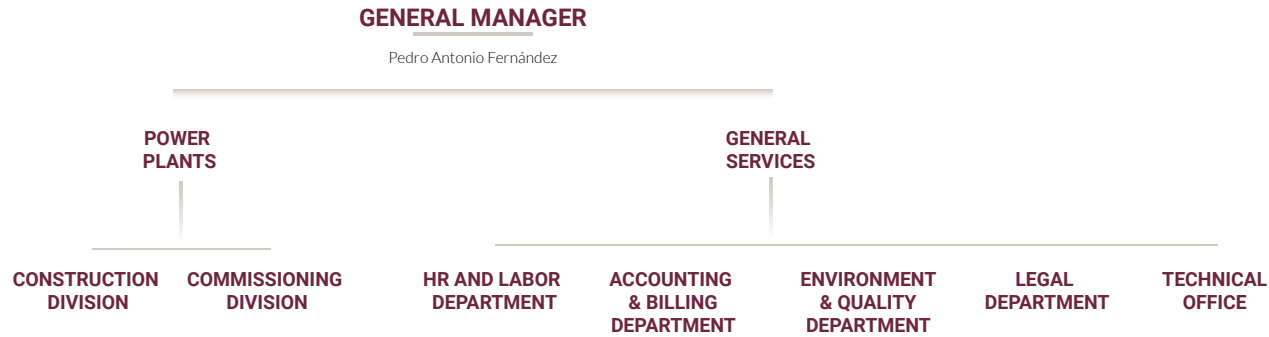 GENERAL MANAGER
Pedro Antonio Fernández
POWER
PLANTS
GENERAL
SERVICES
CONSTRUCTION
DIVISION
COMMISSIONING
DIVISION
HR AND LABOR
DEPARTMENT
ACCOUNTING
& BILLING
DEPARTMENT
ENVIRONMENT
& QUALITY
DEPARTMENT
LEGAL
DEPARTMENT
TECHNICAL
OFFICE